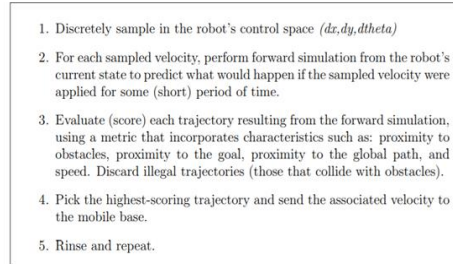 1. Discretely sample in the robot's control space (dx,dy,dtheta)
2. For each sampled velocity, perform forward simulation from the robot's
current state to predict what would happen if the sampled velocity were
applied for some (short) period of time.
3. Evaluate (score) each trajectory resulting from the forward simulation,
using a metric that incorporates characteristics such as: proximity to
obstacles, proximity to the goal, proximity to the global path, and
speed. Discard illegal trajectories (those that collide with obstacles).
4. Pick the highest-scoring trajectory and send the associated velocity to
the mobile base.
5. Rinse and repeat.